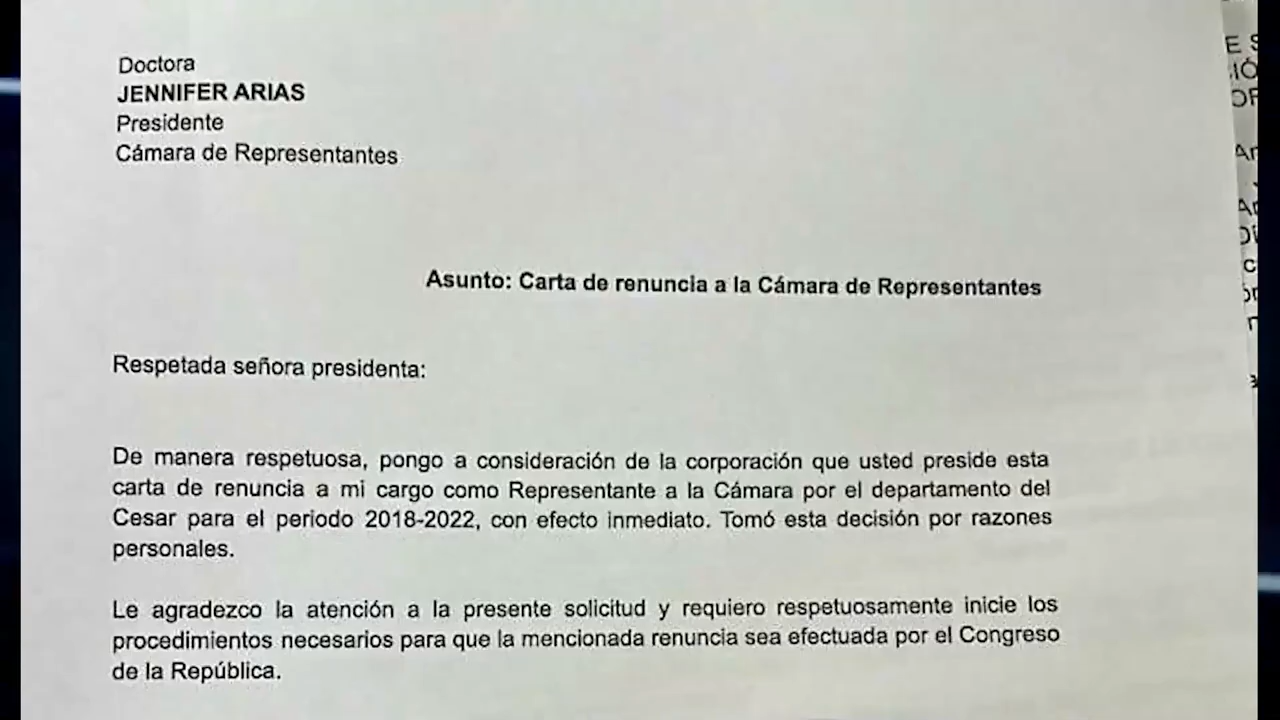 Doctora
JENNIFER ARIAS
Presidente
Cámara de Representantes
Asunto: Carta de renuncia a la Cámara de Representantes
Respetada señora presidenta:
De manera respetuosa, pongo a consideración de la corporación que usted preside esta
carta de renuncia a mi cargo como Representante a la Cámara por el departamento del
Cesar para el periodo 2018-2022, con efecto inmediato. Tomó esta decisión por razones
personales.
Le agradezco la atención a la presente solicitud y requiero respetuosamente inicie los
procedimientos necesarios para que la mencionada renuncia sea efectuada por el Congreso
de la República.